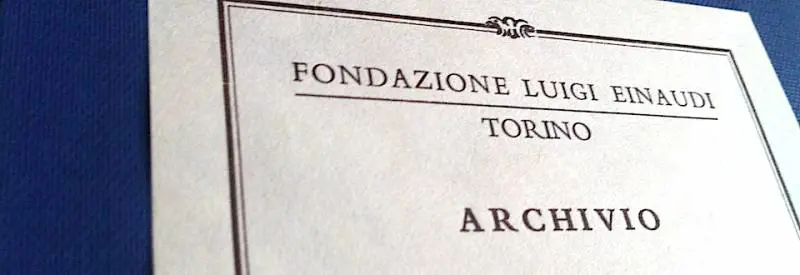 FONDAZIONE LUIGI EINAUDI
TORINO
ARCHIVIO